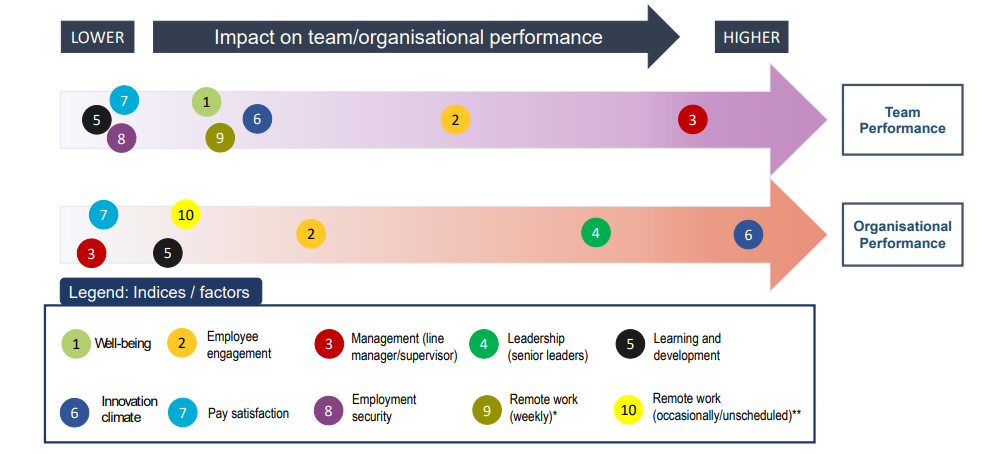 LOWER
Impact on team/organisational performance
HIGHER
7
1
5
6
2
3
8
9
Team
Performance
7
10
2
4
6
3
5
Organisational
Performance
Legend: Indices / factors
1 Well-being
2 Employee
engagement
3 Management (line
manager/supervisor)
4 Leadership
(senior leaders)
5 Learning and
development
6 Innovation
climate
7 Pay satisfaction
8 Employment
security
9 Remote work
(weekly)*
10 Remote work
(occasionally/unscheduled)**